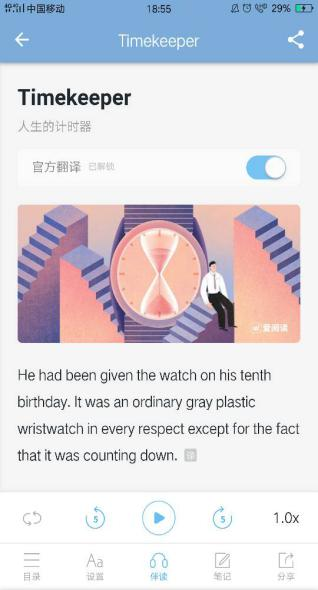 中国移动 18:55 29%
Timekeeper
Timekeeper
人生的计时器
官方翻译 已解锁
爱阅读
He had been given the watch on his tenth
birthday. It was an ordinary gray plastic
wristwatch in every respect except for the fact
that it was counting down. 译
5 5 1.0x
Aa
目录 设置 伴读 笔记 分享